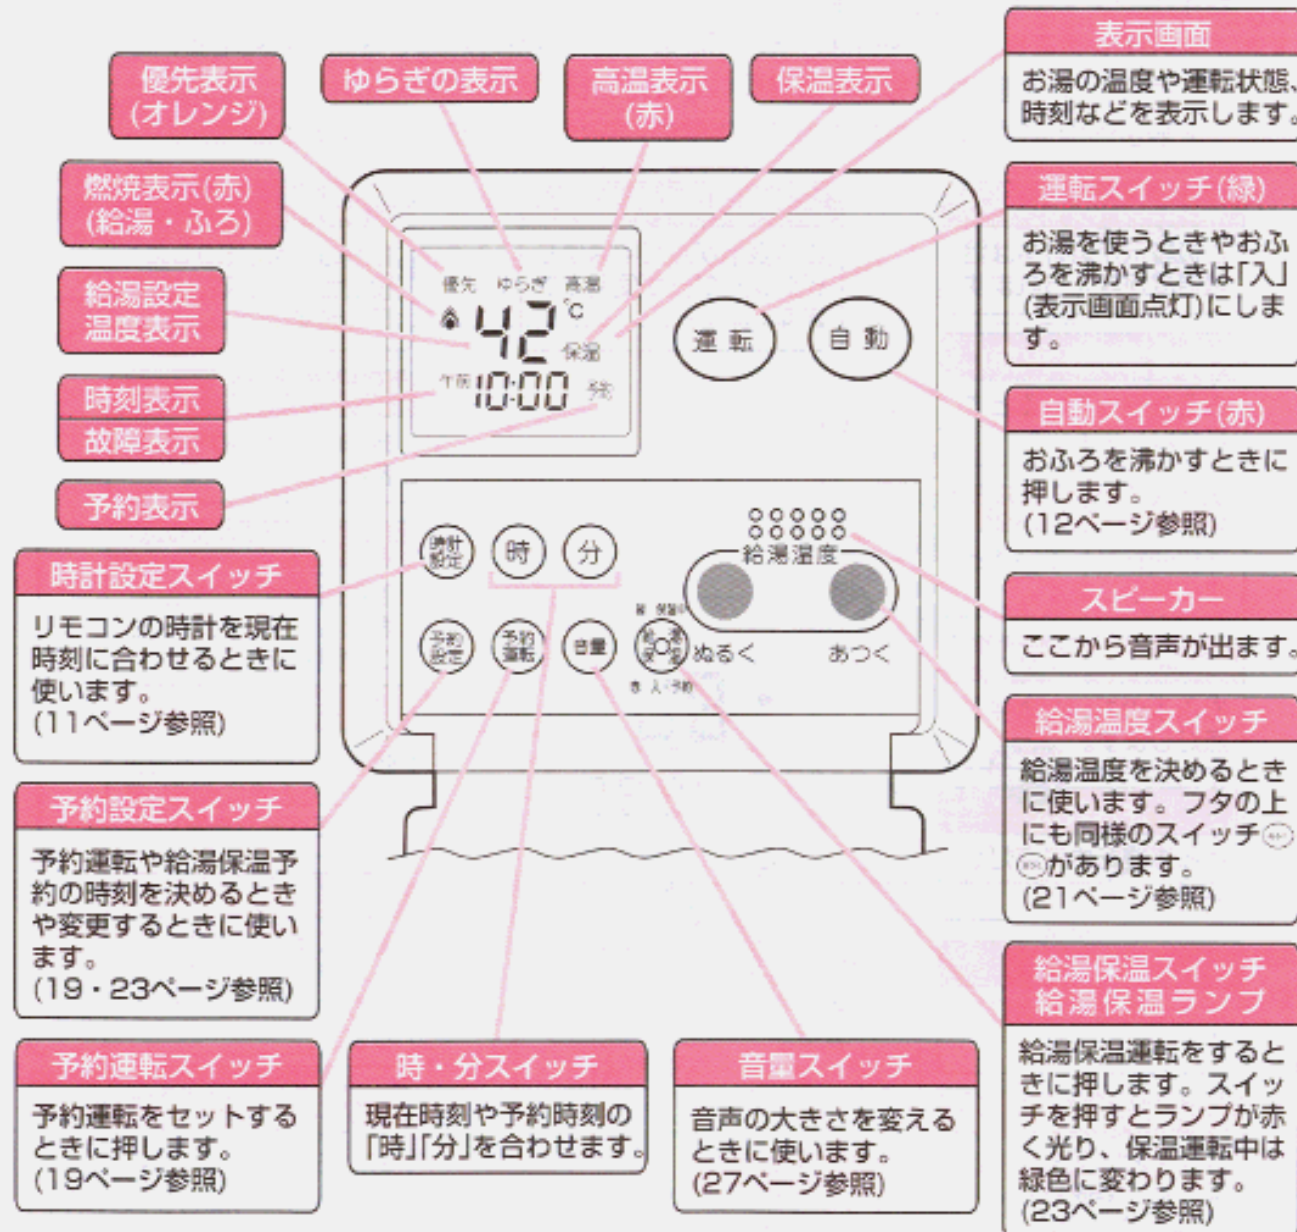 優先表示
(オレンジ)
ゆらぎの表示
高温表示
(赤)
保温表示
表示画面
お湯の温度や運転状態、
時刻などを表示します。
燃焼表示(赤)
(給湯・ふろ)
給湯設定
温度表示
時刻表示
故障表示
予約表示
優先 ゆらぎ 高温
42℃
保温
午前 10:00 予約
運転
自動
運転スイッチ(緑)
お湯を使うときやおふ
ろを沸かすときは「入」
(表示画面点灯)にしま
す。
自動スイッチ(赤)
おふろを沸かすときに
押します。
(12ページ参照)
時計
設定
時
分
給湯温度
予約
設定
予約
運転
音量
給湯
保温
ぬるく
あつく
スピーカー
ここから音声が出ます。
時計設定スイッチ
リモコンの時計を現在
時刻に合わせるときに
使います。
(11ページ参照)
給湯温度スイッチ
給湯温度を決めるとき
に使います。フタの上
にも同様のスイッチ
があります。
(21ページ参照)
予約設定スイッチ
予約運転や給湯保温予
約の時刻を決めるとき
や変更するときに使い
ます。
(19・23ページ参照)
給湯保温スイッチ
給湯保温ランプ
給湯保温運転をすると
きに押します。スイッ
チを押すとランプが赤
く光り、保温運転中は
緑色に変わります。
(23ページ参照)
予約運転スイッチ
予約運転をセットする
ときに押します。
(19ページ参照)
時・分スイッチ
現在時刻や予約時刻の
「時」「分」を合わせます。
音量スイッチ
音声の大きさを変える
ときに使います。
(27ページ参照)